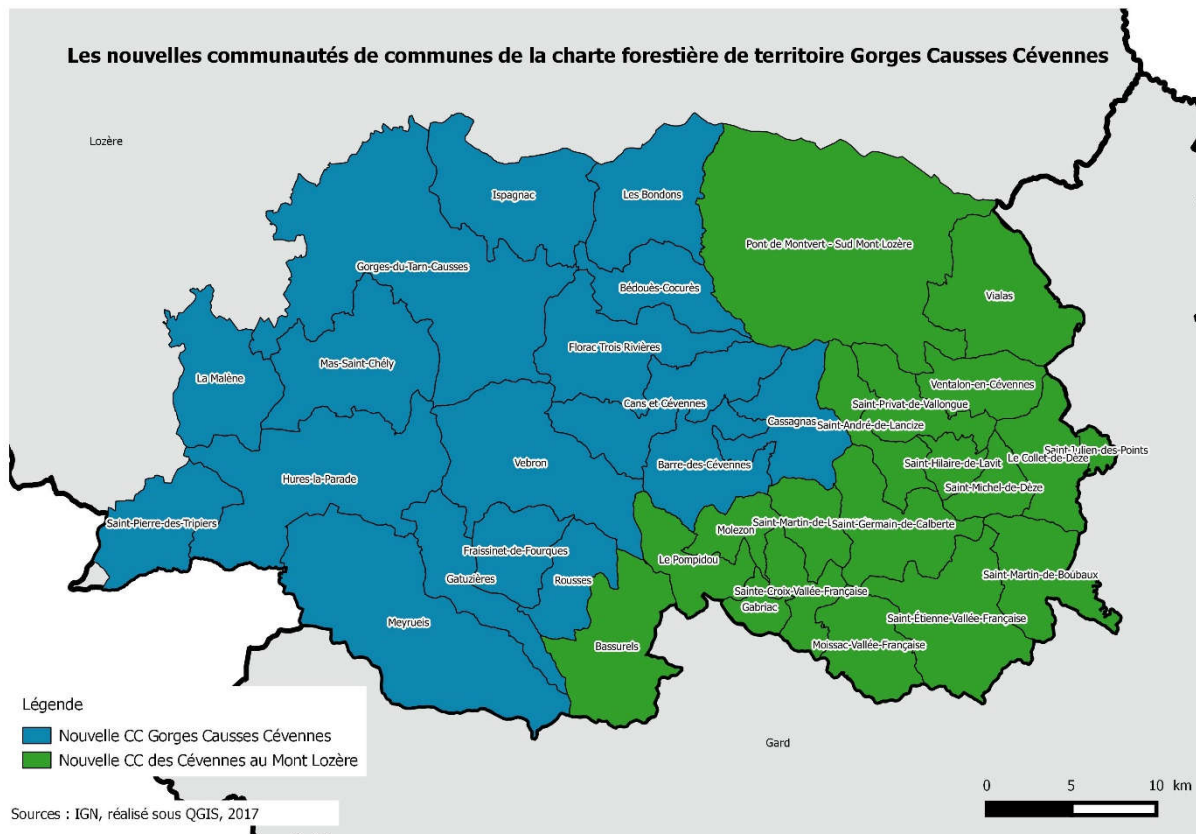 Les nouvelles communautés de communes de la charte forestière de territoire Gorges Causses Cévennes
Lozère
Ispagnac
Les Bondons
Pont de Montvert - Sud Mont Lozère
Gorges-du-Tarn-Causses
Bédouès-Cocurès
Vialas
Florac Trois Rivières
Mas-Saint-Chély
La Malène
Ventalon-en-Cévennes
Cans et Cévennes
Saint-Privat-de-Vallongue
Cassagnas
Saint-André-de-Lancize
Saint-Julien-des-Points
Le Collet-de-Dèze
Vebron
Barre-des-Cévennes
Saint-Hilaire-de-Lavit
Hures-la-Parade
Saint-Michel-de-Dèze
Saint-Pierre-des-Tripiers
Saint-Martin-de-L
Saint-Germain-de-Calberte
Molezon
Fraissinet-de-Fourques
Le Pompidou
Gatuzières
Rousses
Saint-Martin-de-Boubaux
Sainte-Croix-Vallée-Française
Gabriac
Meyrueis
Saint-Étienne-Vallée-Française
Bassurels
Moissac-Vallée-Française
Légende
Nouvelle CC Gorges Causses Cévennes
Nouvelle CC des Cévennes au Mont Lozère
Gard
0 5 10 km
Sources : IGN, réalisé sous QGIS, 2017